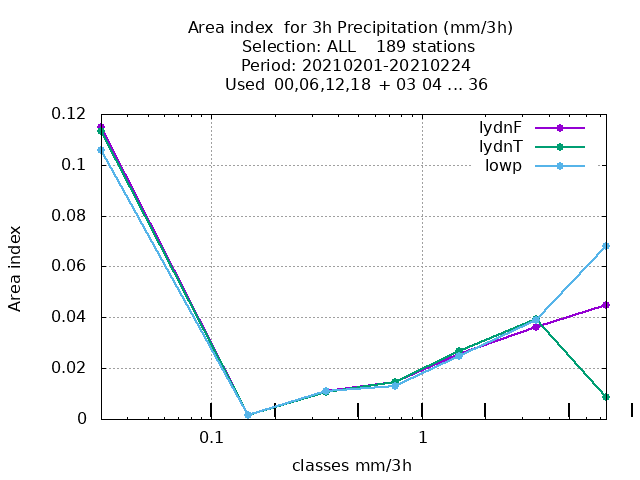 Area index  for 3h Precipitation (mm/3h)
Selection: ALL    189 stations
Period: 20210201-20210224
Used  00,06,12,18  + 03 04 ... 36
lydnF
lydnT
lowp
0.12
0.1
0.08
0.06
0.04
0.02
0
Area index
0.1 1
classes mm/3h